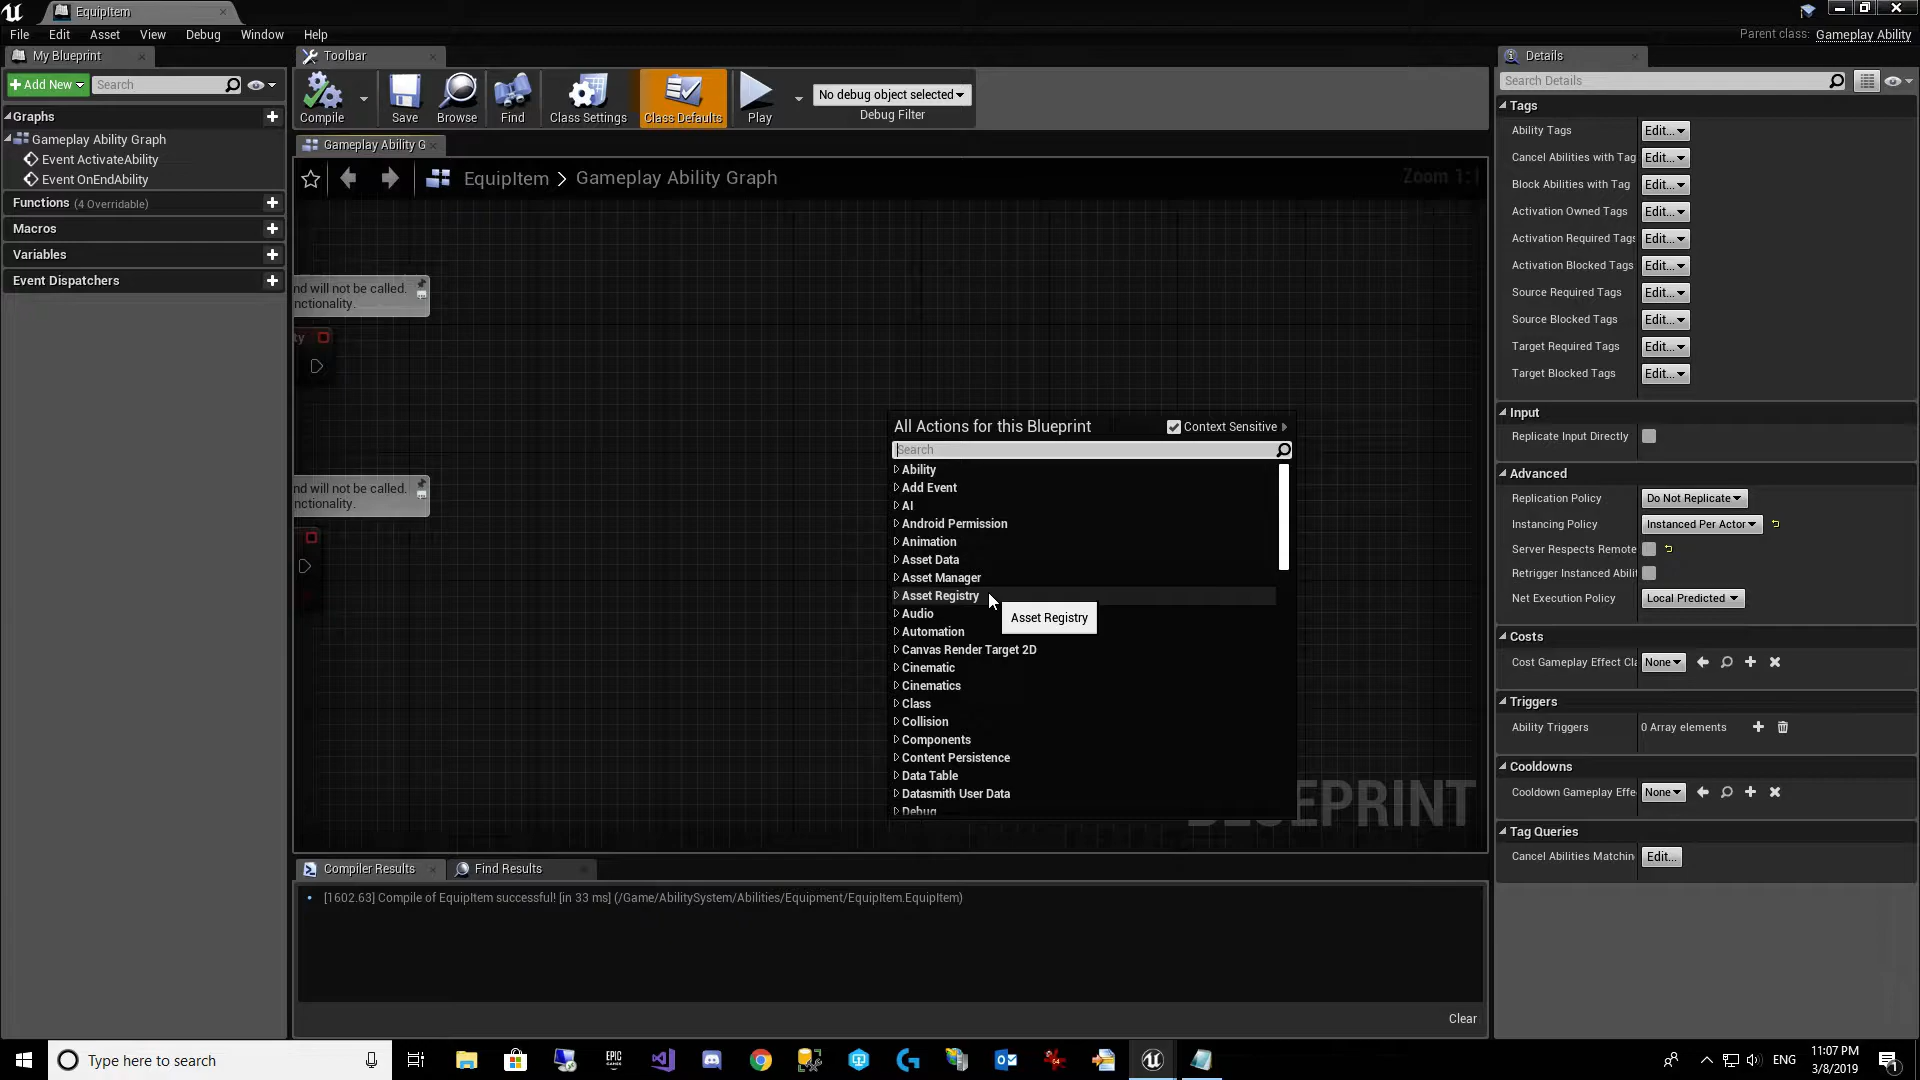 EquipItem
File Edit Asset View Debug Window Help
Parent class: Gameplay Ability
My Blueprint
Toolbar
Details
Add New
Search
Compile
Save
Browse
Find
Class Settings
Class Defaults
Play
No debug object selected
Debug Filter
Search Details
Graphs
Gameplay Ability Graph
Event ActivateAbility
Event OnEndAbility
Functions (4 Overridable)
Macros
Variables
Event Dispatchers
Gameplay Ability G
EquipItem > Gameplay Ability Graph
Zoom 1:
nd will not be called.
nctionality.
ty
nd will not be called.
nctionality.
All Actions for this Blueprint
Context Sensitive
Search
Ability
Add Event
AI
Android Permission
Animation
Asset Data
Asset Manager
Asset Registry
Asset Registry
Audio
Automation
Canvas Render Target 2D
Cinematic
Cinematics
Class
Collision
Components
Content Persistence
Data Table
Datasmith User Data
Debug
BLUEPRINT
Tags
Ability Tags Edit...
Cancel Abilities with Tag Edit...
Block Abilities with Tag Edit...
Activation Owned Tags Edit...
Activation Required Tags Edit...
Activation Blocked Tags Edit...
Source Required Tags Edit...
Source Blocked Tags Edit...
Target Required Tags Edit...
Target Blocked Tags Edit...
Input
Replicate Input Directly
Advanced
Replication Policy Do Not Replicate
Instancing Policy Instanced Per Actor
Server Respects Remote
Retrigger Instanced Abilit
Net Execution Policy Local Predicted
Costs
Cost Gameplay Effect Cla None
Triggers
Ability Triggers 0 Array elements
Cooldowns
Cooldown Gameplay Effe None
Tag Queries
Cancel Abilities Matchin Edit...
Compiler Results
Find Results
[1602.63] Compile of EquipItem successful! [in 33 ms] (/Game/AbilitySystem/Abilities/Equipment/EquipItem.EquipItem)
Clear
Type here to search
EPIC
GAMES
64
ENG
11:07 PM
3/8/2019
1